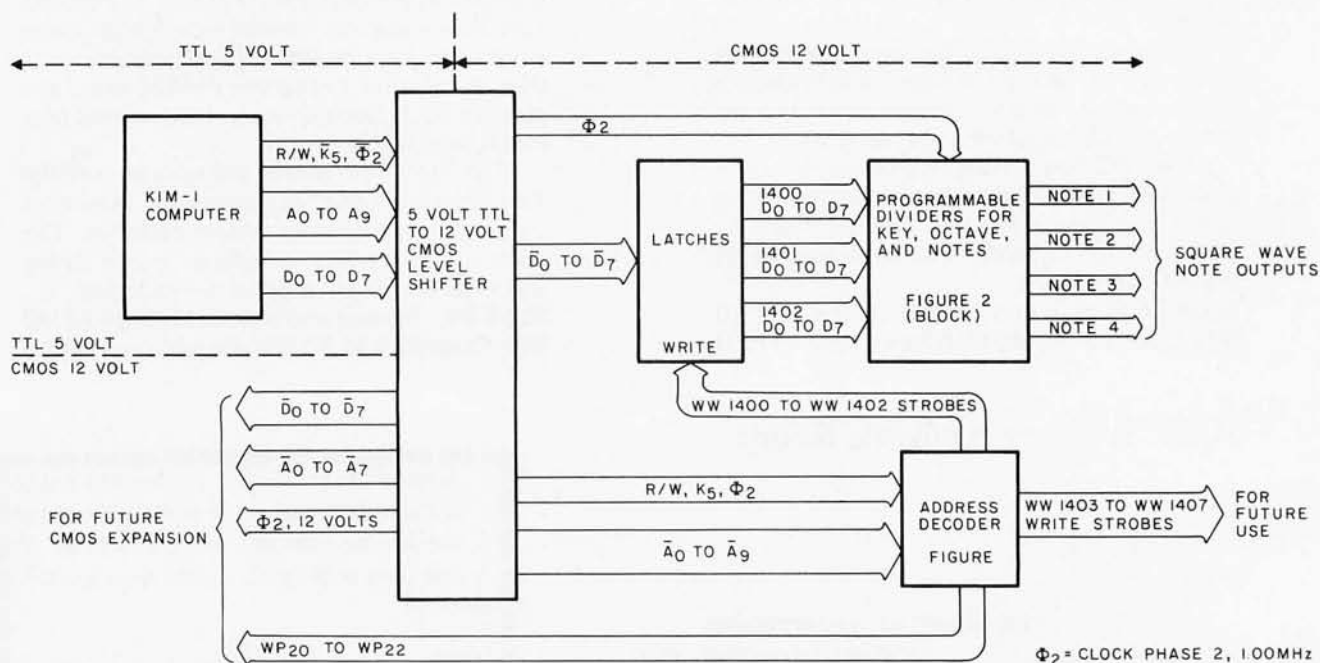 TTL 5 VOLT
CMOS 12 VOLT
KIM-1
COMPUTER
R/W, K̅5, Φ̅2
A0 TO A9
D0 TO D7
5 VOLT TTL
TO 12 VOLT
CMOS
LEVEL
SHIFTER
Φ2
D̅0 TO D̅7
LATCHES
WRITE
1400
D0 TO D7
1401
D0 TO D7
1402
D0 TO D7
PROGRAMMABLE
DIVIDERS FOR
KEY, OCTAVE,
AND NOTES
FIGURE 2
(BLOCK)
NOTE 1
NOTE 2
NOTE 3
NOTE 4
SQUARE WAVE
NOTE OUTPUTS
TTL 5 VOLT
CMOS 12 VOLT
D̅0 TO D̅7
A̅0 TO A̅7
Φ2, 12 VOLTS
FOR FUTURE
CMOS EXPANSION
WW 1400 TO WW 1402 STROBES
R/W, K5, Φ2
A̅0 TO A̅9
ADDRESS
DECODER
FIGURE
WW 1403 TO WW 1407
WRITE STROBES
FOR
FUTURE
USE
WP20 TO WP22
Φ2 = CLOCK PHASE 2, 1.00MHz